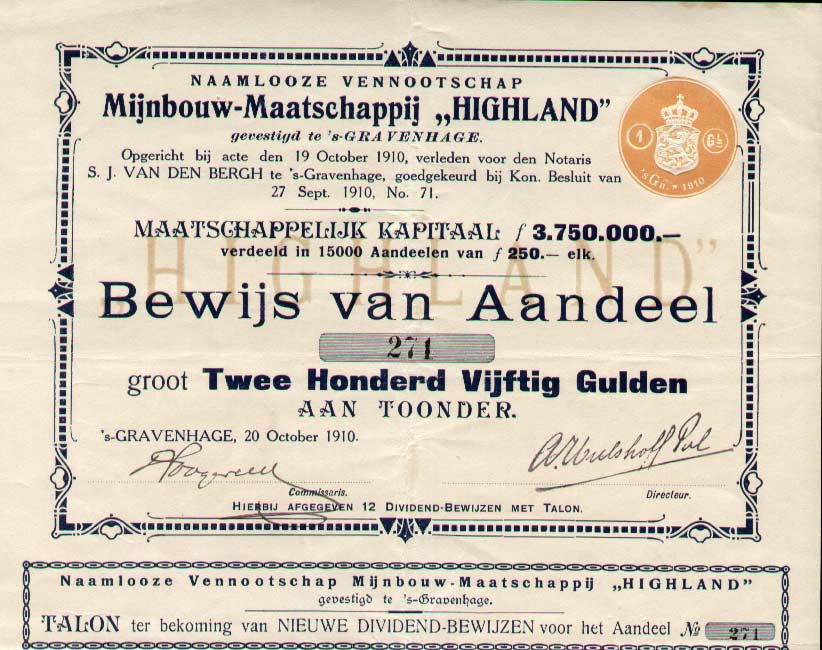 NAAMLOOZE VENNOOTSCHAP
Mijnbouw-Maatschappij „HIGHLAND"
gevestigd te 's-GRAVENHAGE.
Opgericht bij acte den 19 October 1910, verleden voor den Notaris
S. J. VAN DEN BERGH te 's-Gravenhage, goedgekeurd bij Kon. Besluit van
27 Sept. 1910, No. 71.
1 GL
'sGR. * 1910
MAATSCHAPPELIJK KAPITAAL f 3.750.000.—
verdeeld in 15000 Aandeelen van f 250.— elk.
„HIGHLAND"
Bewijs van Aandeel
271
groot Twee Honderd Vijftig Gulden
AAN TOONDER.
's-GRAVENHAGE, 20 October 1910.
Commissaris.
Directeur.
HIERBIJ AFGEGEVEN 12 DIVIDEND-BEWIJZEN MET TALON.
Naamlooze Vennootschap Mijnbouw-Maatschappij „HIGHLAND"
gevestigd te 's-Gravenhage.
TALON ter bekoming van NIEUWE DIVIDEND-BEWIJZEN voor het Aandeel No 271